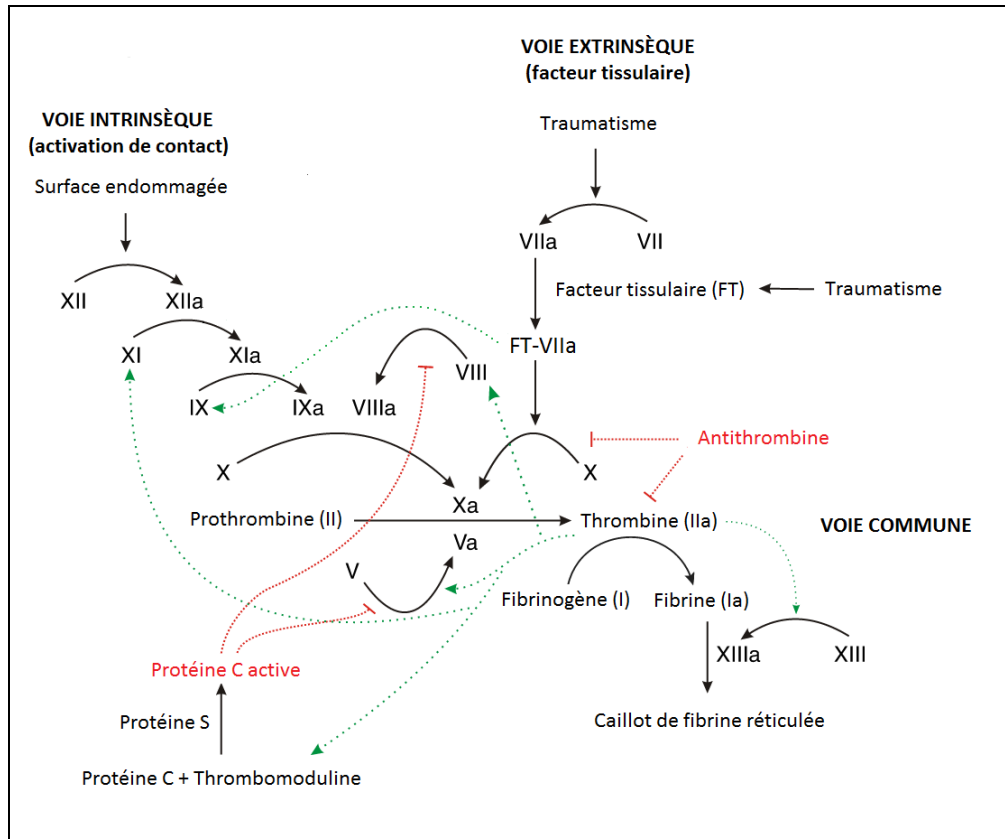 VOIE EXTRINSÈQUE
(facteur tissulaire)
VOIE INTRINSÈQUE
(activation de contact)
Traumatisme
Surface endommagée
VIIa
VII
Facteur tissulaire (FT)
Traumatisme
XII
XIIa
FT-VIIa
XI
XIa
VIII
IX
IXa
VIIIa
Antithrombine
X
X
Xa
Prothrombine (II)
Thrombine (IIa)
VOIE COMMUNE
Va
V
Fibrinogène (I)
Fibrine (Ia)
XIIIa
XIII
Protéine C active
Protéine S
Caillot de fibrine réticulée
Protéine C + Thrombomoduline